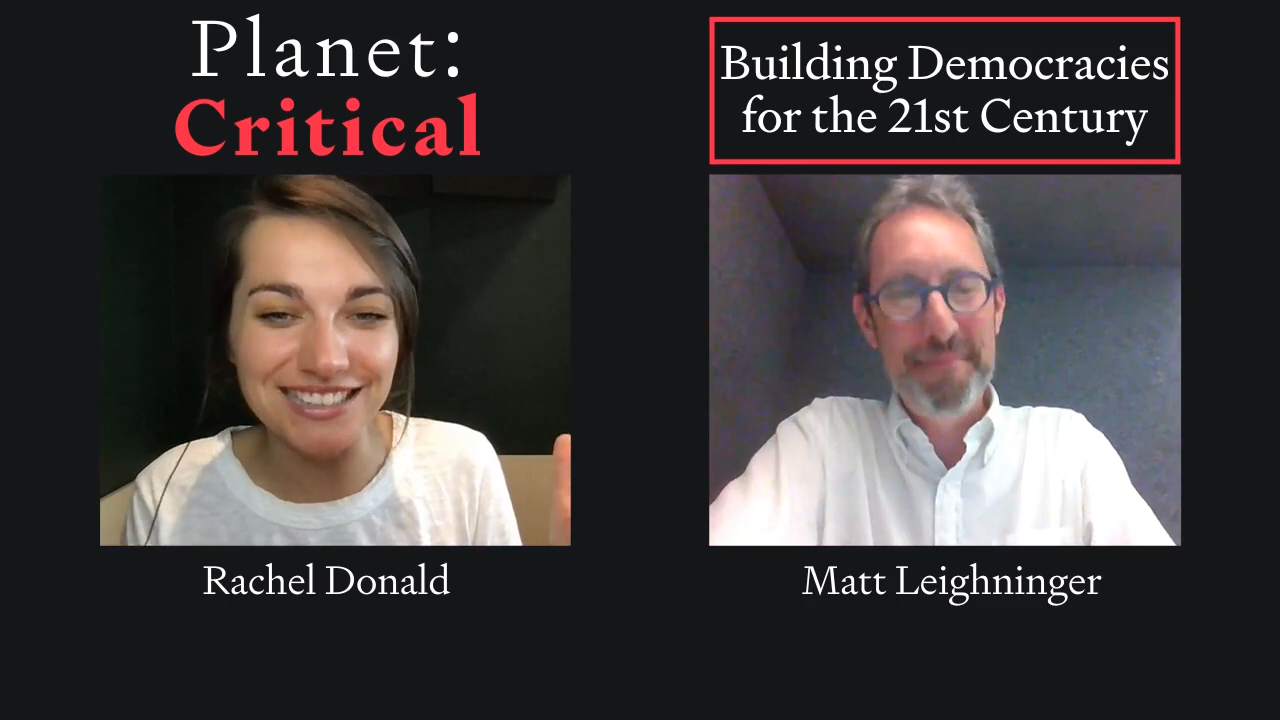 Planet:
Critical
Building Democracies
for the 21st Century
Rachel Donald
Matt Leighninger